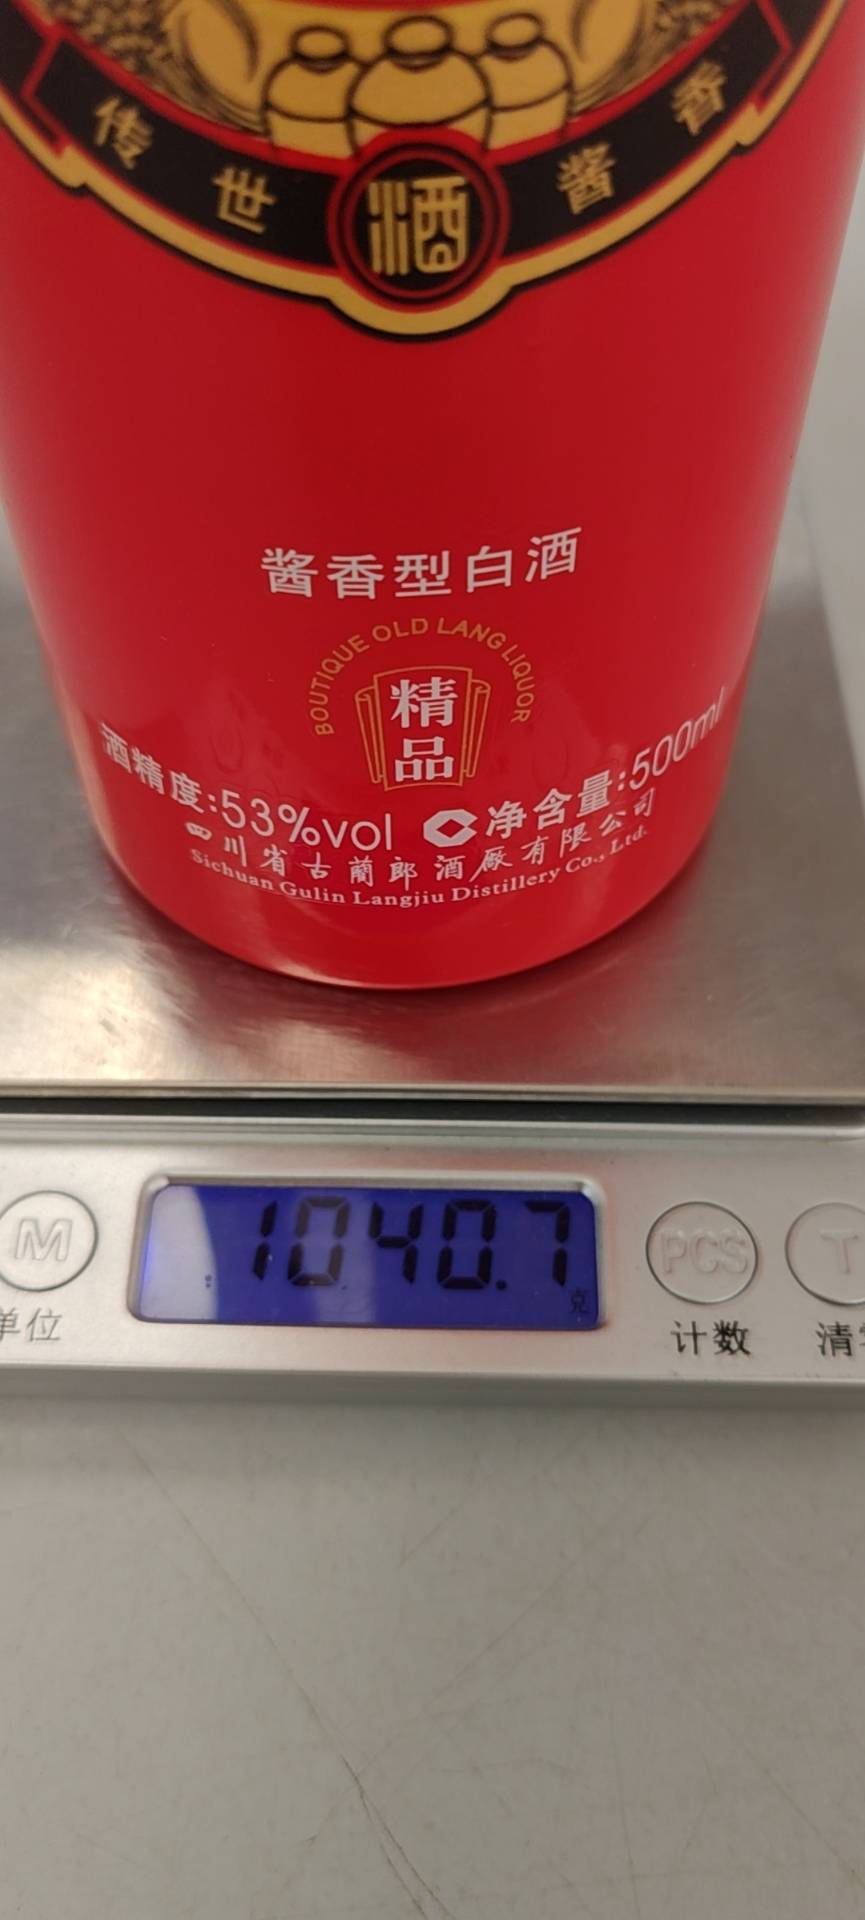 传世酒酱香
酱香型白酒
BOUTIQUE OLD LANG LIQUOR
精品
酒精度:53%vol 净含量:500ml
四川省古蔺郎酒厰有限公司
Sichuan Gulin Langjiu Distillery Co., Ltd.
1040.7
克
M PCS T
单位 计数 清